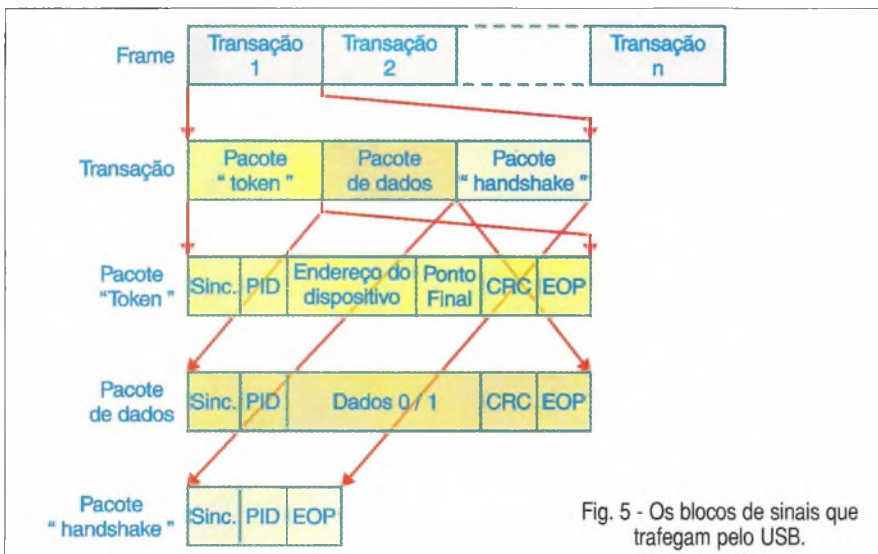 Frame
Transação
1
Transação
2
Transação
n
Transação
Pacote
" token "
Pacote
de dados
Pacote
" handshake "
Pacote
"Token "
Sinc.
PID
Endereço do
dispositivo
Ponto
Final
CRC
EOP
Pacote
de dados
Sinc.
PID
Dados 0 / 1
CRC
EOP
Pacote
" handshake "
Sinc.
PID
EOP
Fig. 5 - Os blocos de sinais que
trafegam pelo USB.